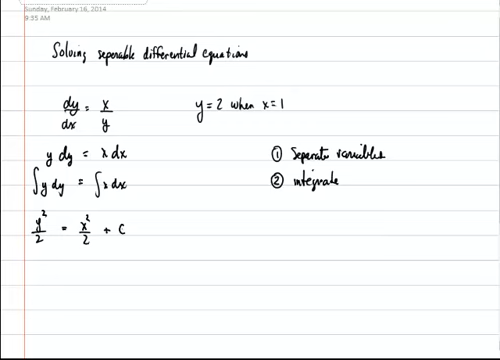 Sunday, February 16, 2014
9:35 AM
Solving seperable differential equations
dy/dx = x/y y = 2 when x = 1
y dy = x dx ① Seperate variables
∫ y dy = ∫ x dx ② integrate
y²/2 = x²/2 + C